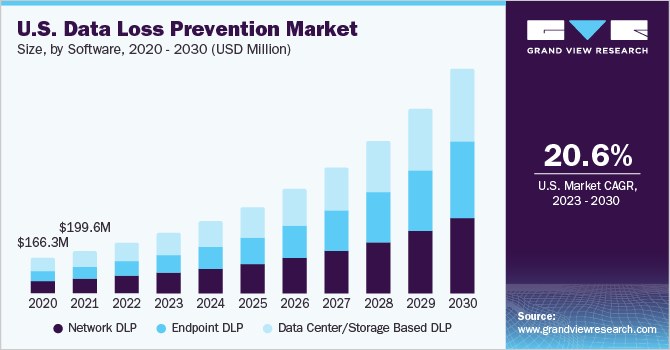 U.S. Data Loss Prevention Market
Size, by Software, 2020 - 2030 (USD Million)
$166.3M
$199.6M
2020 2021 2022 2023 2024 2025 2026 2027 2028 2029 2030
Network DLP Endpoint DLP Data Center/Storage Based DLP
GRAND VIEW RESEARCH
20.6%
U.S. Market CAGR,
2023 - 2030
Source:
www.grandviewresearch.com